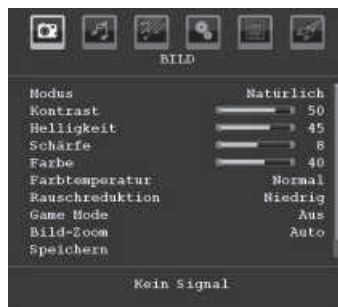 BILD
Modus Natürlich
Kontrast 50
Helligkeit 45
Schärfe 8
Farbe 40
Farbtemperatur Normal
Rauschreduktion Niedrig
Game Mode Aus
Bild-Zoom Auto
Speichern
Kein Signal